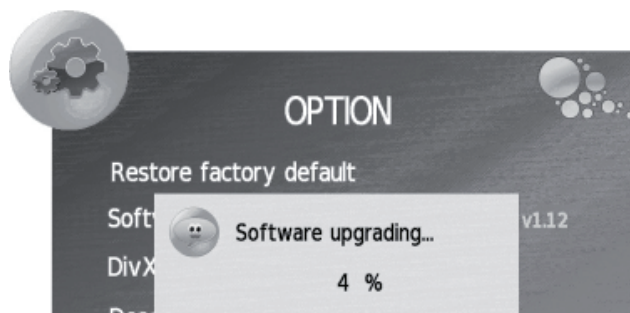 OPTION
Restore factory default
Soft
v1.12
Software upgrading...
DivX
4 %